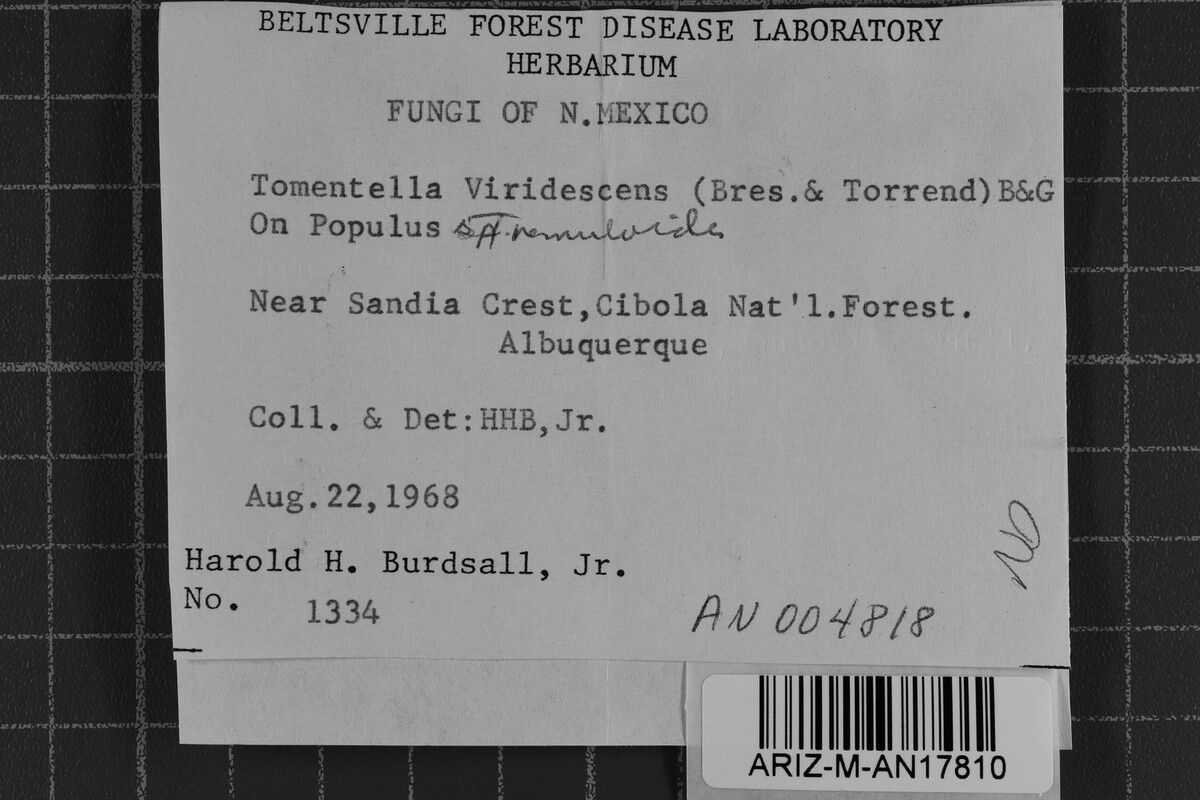 BELTSVILLE FOREST DISEASE LABORATORY
HERBARIUM
FUNGI OF N.MEXICO
Tomentella Viridescens (Bres.& Torrend)B&G
On Populus tremuloides
Near Sandia Crest,Cibola Nat'l.Forest.
Albuquerque
Coll. & Det:HHB,Jr.
Aug.22,1968
Harold H. Burdsall, Jr.
No. 1334
AN 004818
ARIZ-M-AN17810